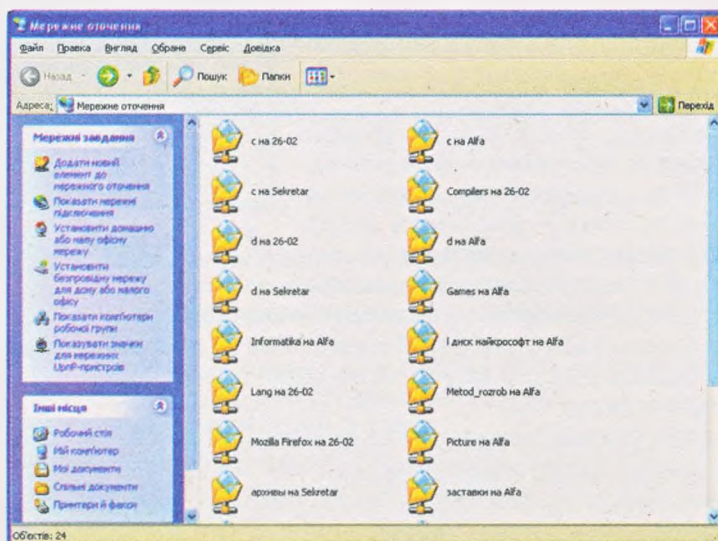 Мережне оточення
Файл Правка Вигляд Обране Сервіс Довідка
Назад Пошук Папки
Адреса: Мережне оточення Перехід
Мережні завдання
Додати новий
елемент до
мережного оточення
Показати мережні
підключення
Установити домашню
або малу офісну
мережу
Установити
безпровідну мережу
для дому або малого
офісу
Показати комп'ютери
робочої групи
Показувати значки
для мережних
UPnP-пристроїв
Інші місця
Робочий стіл
Мій комп'ютер
Мої документи
Спільні документи
Принтери й факси
c на 26-02
c на Alfa
c на Sekretar
Compilers на 26-02
d на 26-02
d на Alfa
d на Sekretar
Games на Alfa
Informatika на Alfa
I диск майкрософт на Alfa
Lang на 26-02
Metod_rozrob на Alfa
Mozilla Firefox на 26-02
Picture на Alfa
архивы на Sekretar
заставки на Alfa
Об'єктів: 24